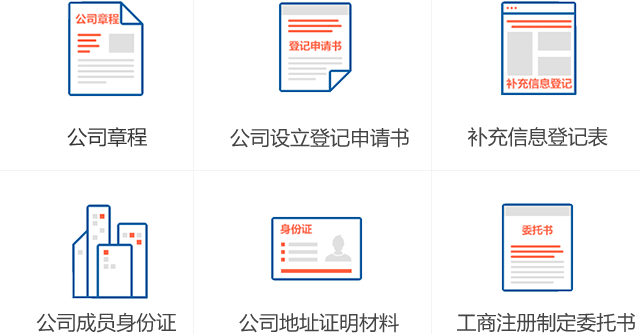 公司章程
登记申请书
补充信息登记
公司章程
公司设立登记申请书
补充信息登记表
身份证
委托书
公司成员身份证
公司地址证明材料
工商注册制定委托书